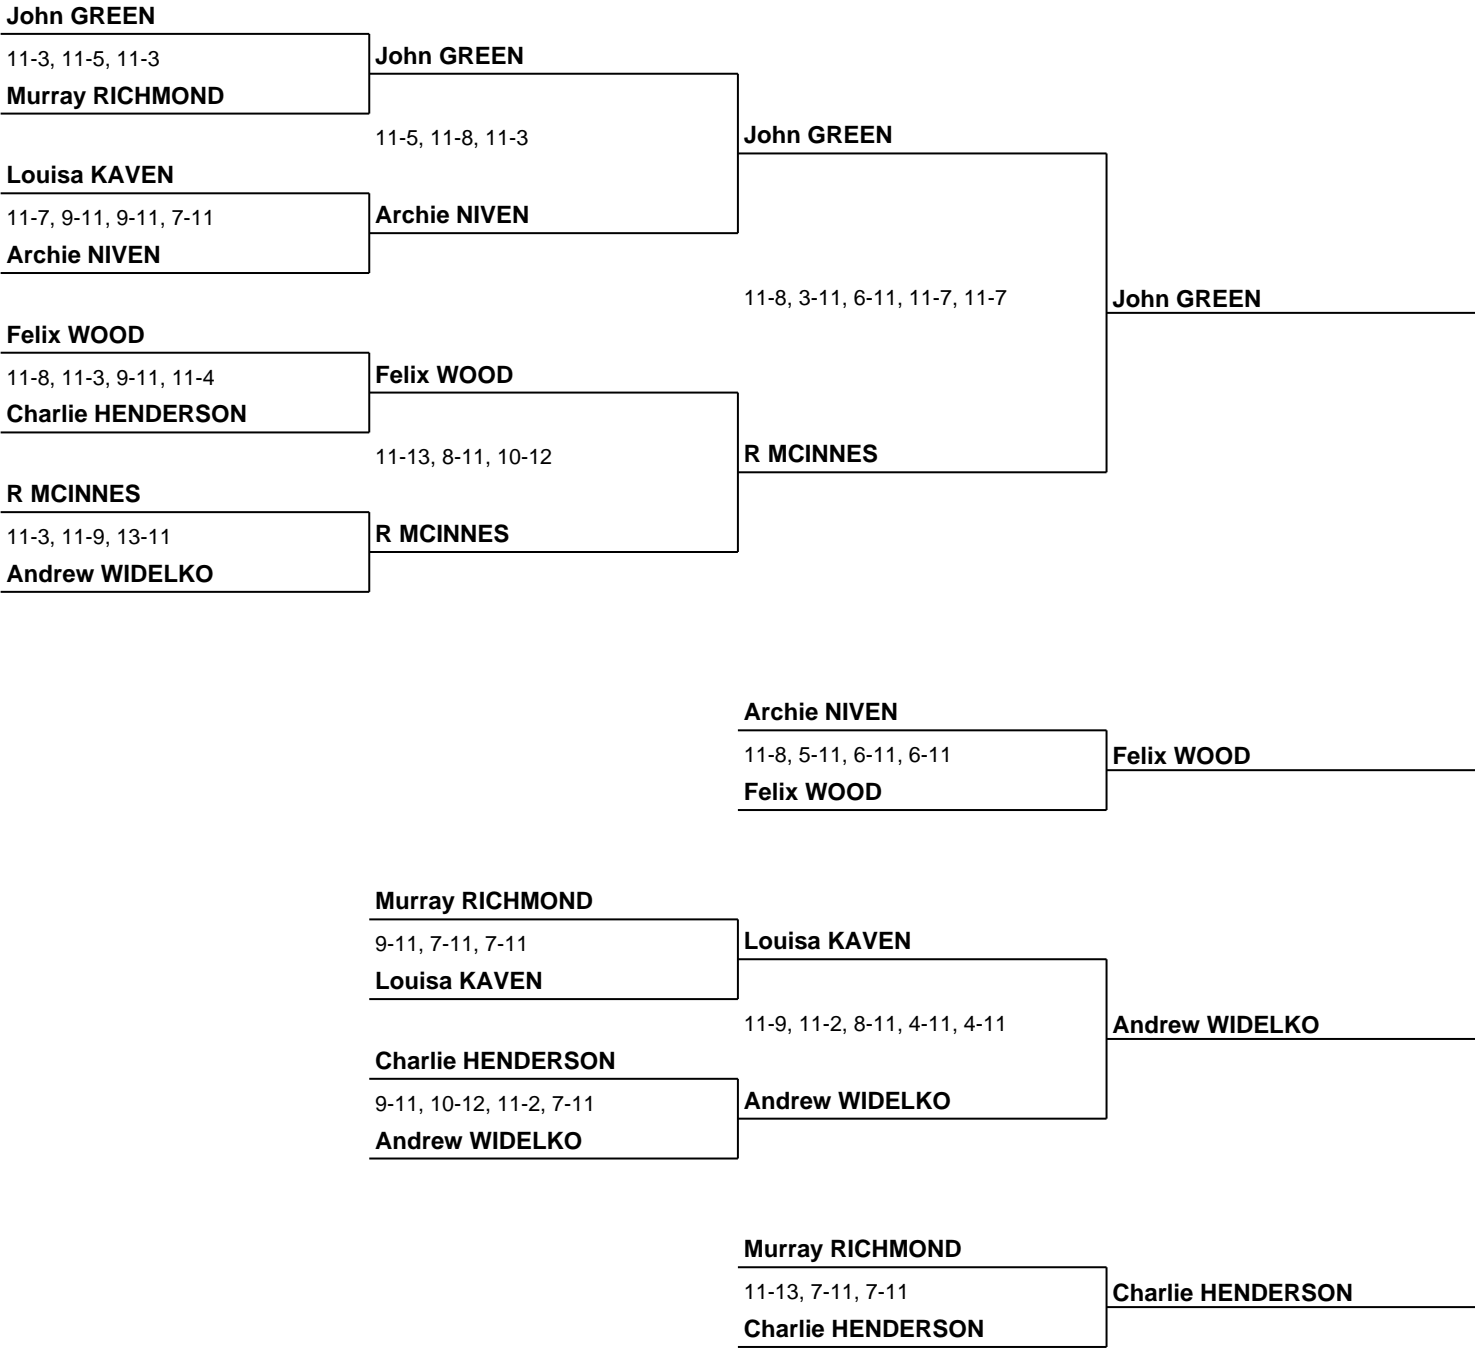 John GREEN
11-3, 11-5, 11-3
John GREEN
Murray RICHMOND
11-5, 11-8, 11-3
John GREEN
Louisa KAVEN
11-7, 9-11, 9-11, 7-11
Archie NIVEN
Archie NIVEN
11-8, 3-11, 6-11, 11-7, 11-7
John GREEN
Felix WOOD
11-8, 11-3, 9-11, 11-4
Felix WOOD
Charlie HENDERSON
11-13, 8-11, 10-12
R MCINNES
R MCINNES
11-3, 11-9, 13-11
R MCINNES
Andrew WIDELKO
Archie NIVEN
11-8, 5-11, 6-11, 6-11
Felix WOOD
Felix WOOD
Murray RICHMOND
9-11, 7-11, 7-11
Louisa KAVEN
Louisa KAVEN
11-9, 11-2, 8-11, 4-11, 4-11
Andrew WIDELKO
Charlie HENDERSON
9-11, 10-12, 11-2, 7-11
Andrew WIDELKO
Andrew WIDELKO
Murray RICHMOND
11-13, 7-11, 7-11
Charlie HENDERSON
Charlie HENDERSON